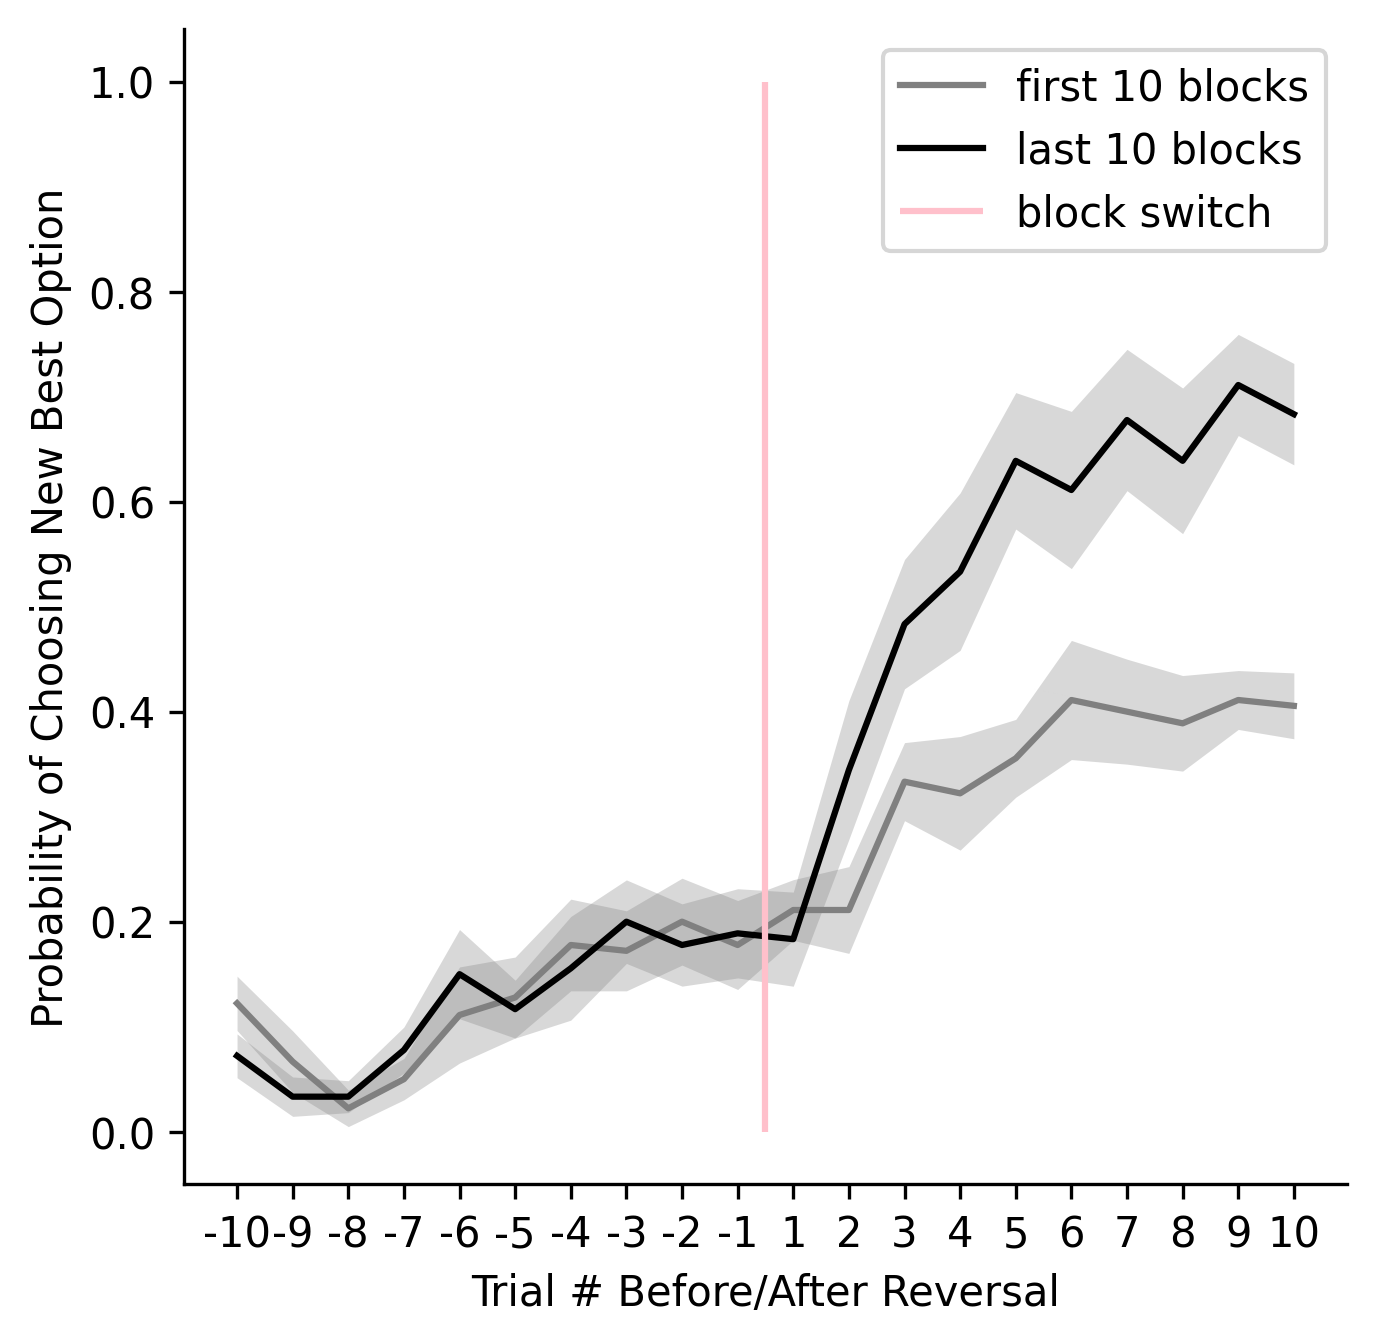 first 10 blocks
last 10 blocks
block switch
1.0
0.8
0.6
0.4
0.2
0.0
Probability of Choosing New Best Option
-10 -9 -8 -7 -6 -5 -4 -3 -2 -1 1 2 3 4 5 6 7 8 9 10
Trial # Before/After Reversal